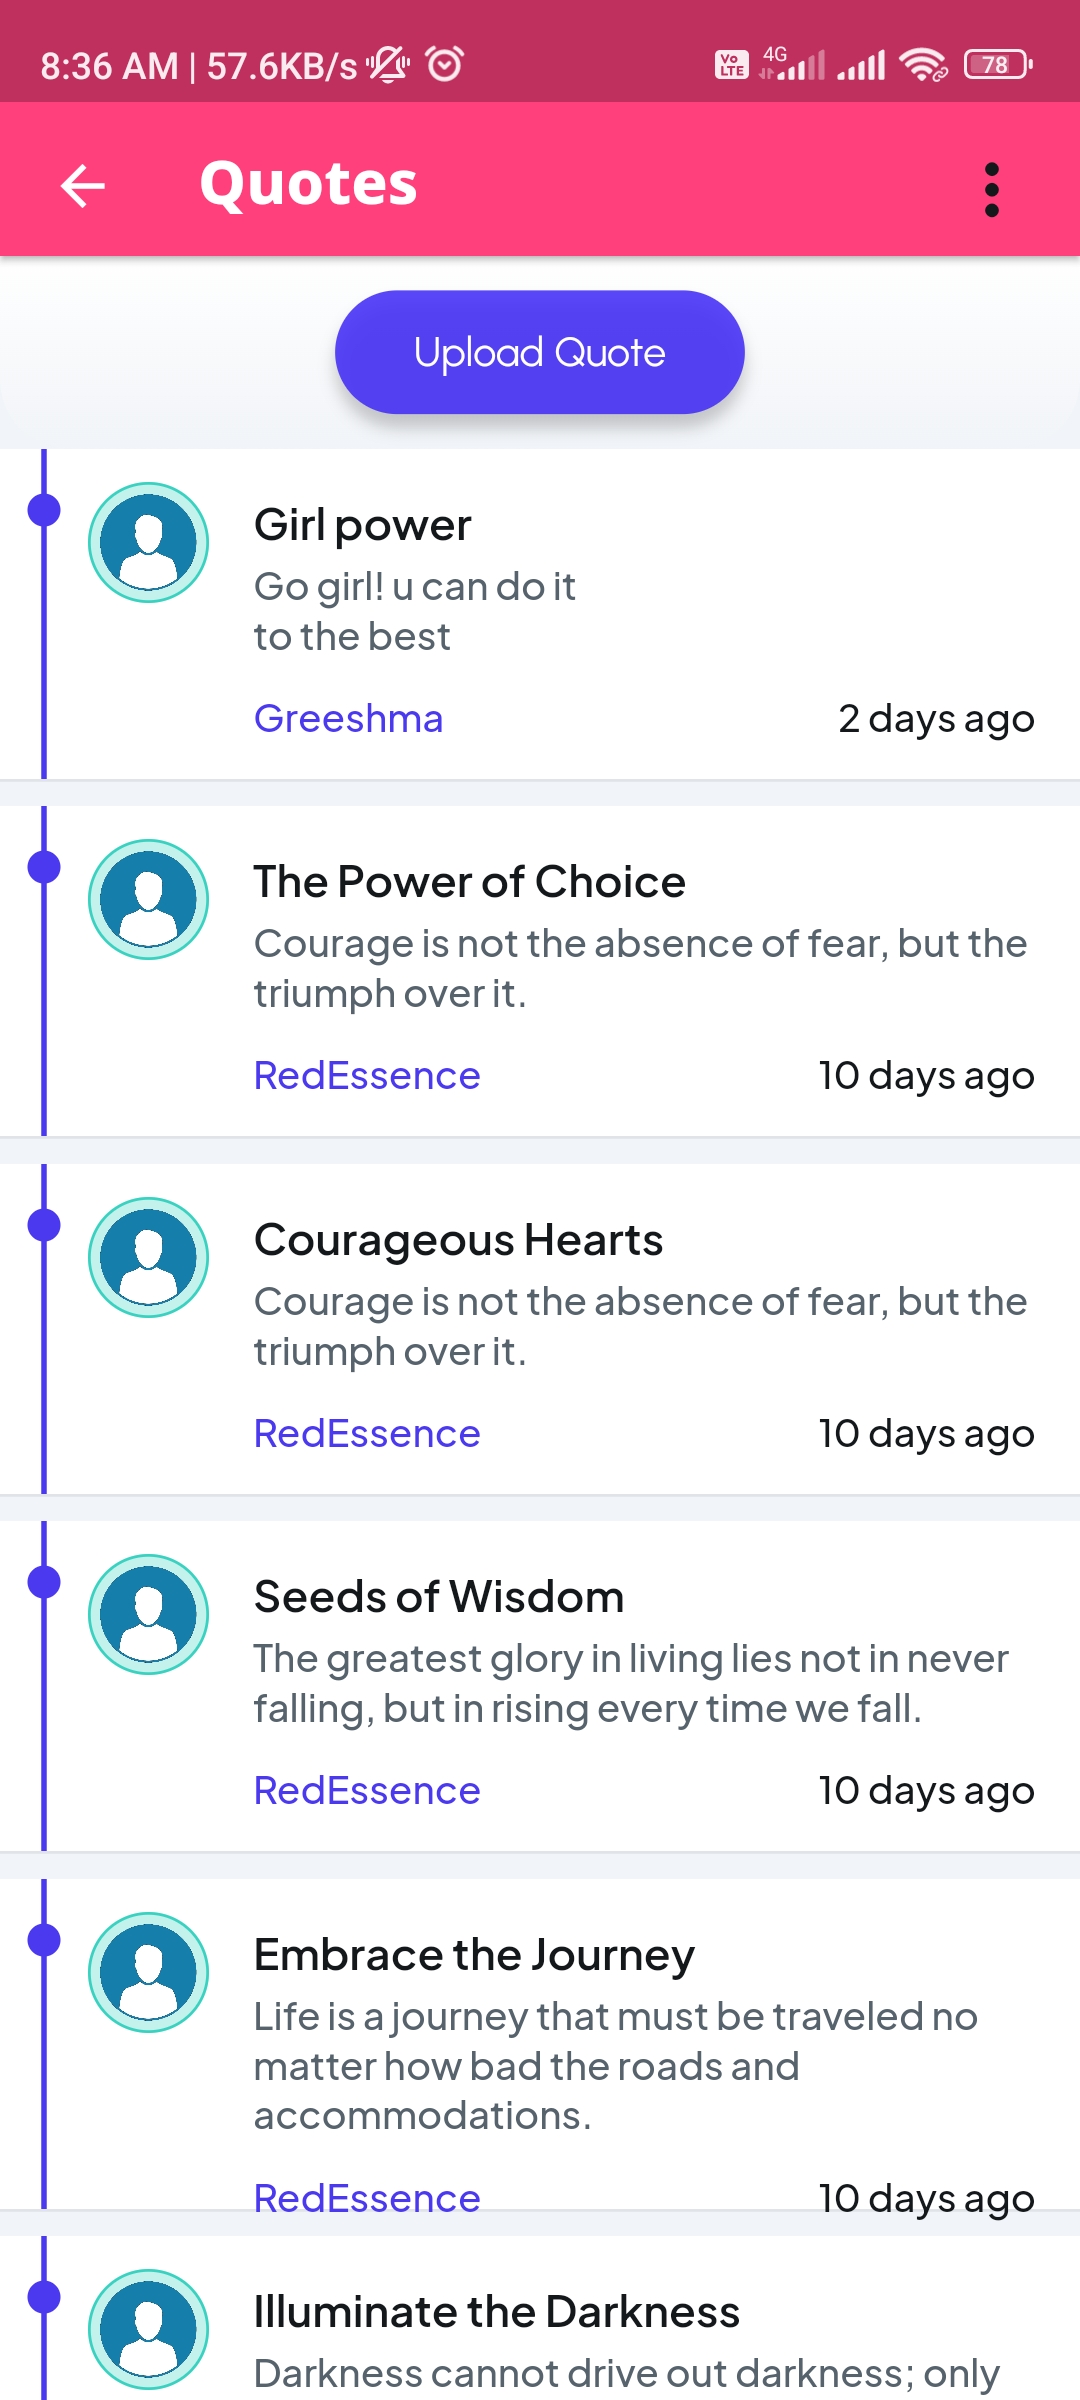 8:36 AM | 57.6KB/s Vo LTE 4G 78
Quotes
Upload Quote
Girl power
Go girl! u can do it
to the best
Greeshma 2 days ago
The Power of Choice
Courage is not the absence of fear, but the
triumph over it.
RedEssence 10 days ago
Courageous Hearts
Courage is not the absence of fear, but the
triumph over it.
RedEssence 10 days ago
Seeds of Wisdom
The greatest glory in living lies not in never
falling, but in rising every time we fall.
RedEssence 10 days ago
Embrace the Journey
Life is a journey that must be traveled no
matter how bad the roads and
accommodations.
RedEssence 10 days ago
Illuminate the Darkness
Darkness cannot drive out darkness; only